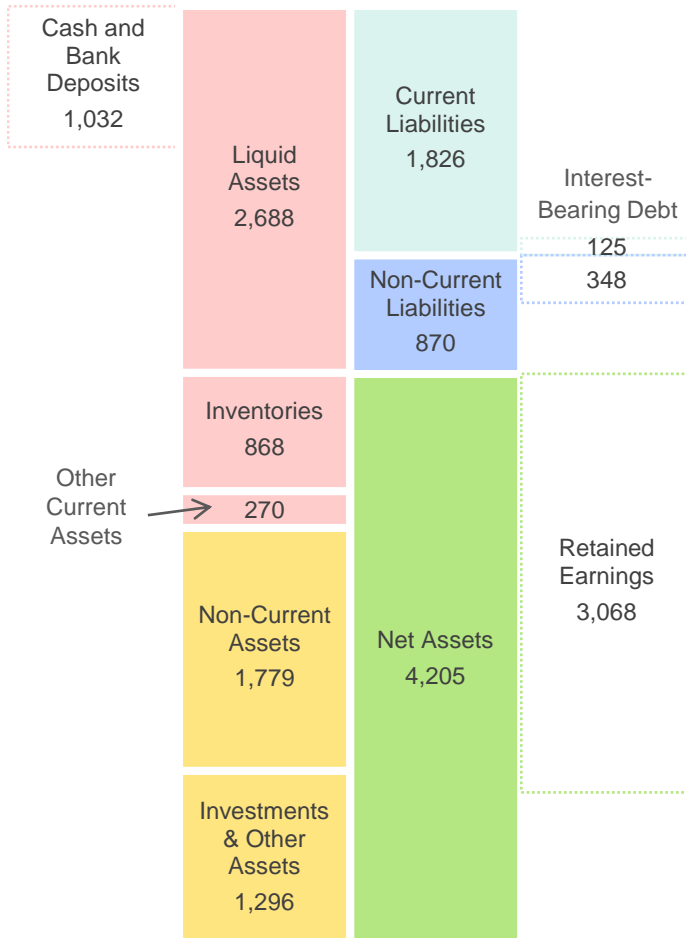 Cash and
Bank
Deposits
1,032
Liquid
Assets
2,688
Current
Liabilities
1,826
Interest-
Bearing Debt
125
348
Non-Current
Liabilities
870
Inventories
868
Other
Current
Assets
270
Retained
Earnings
3,068
Non-Current
Assets
1,779
Net Assets
4,205
Investments
& Other
Assets
1,296